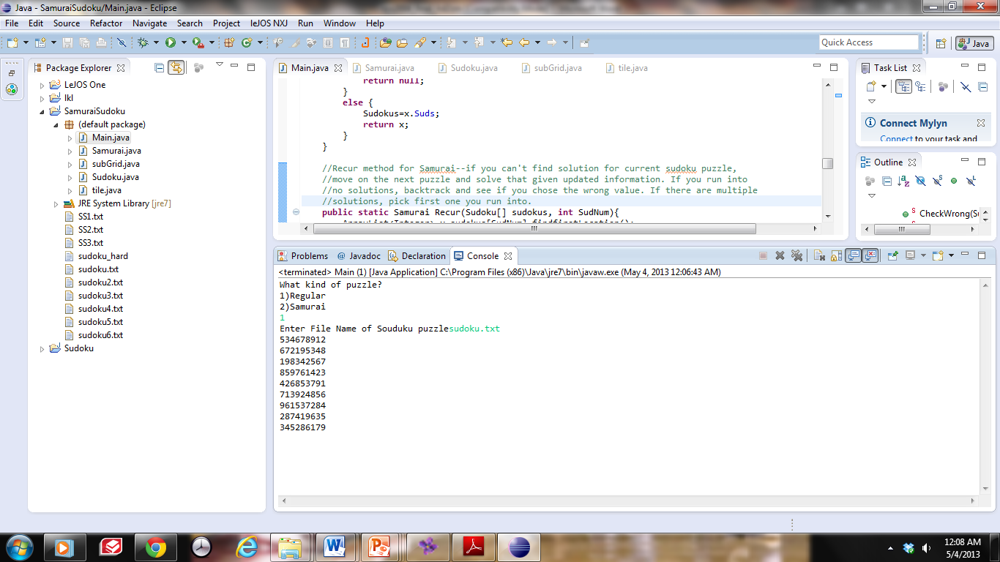 Java - SamuraiSudoku/Main.java - Eclipse
File Edit Source Refactor Navigate Search Project leJOS NXJ Run Window Help
Quick Access
Java
Package Explorer
LeJOS One
lkl
SamuraiSudoku
(default package)
Main.java
Samurai.java
subGrid.java
Sudoku.java
tile.java
JRE System Library [jre7]
SS1.txt
SS2.txt
SS3.txt
sudoku_hard
sudoku.txt
sudoku2.txt
sudoku3.txt
sudoku4.txt
sudoku5.txt
sudoku6.txt
Sudoku
Main.java Samurai.java Sudoku.java subGrid.java tile.java
return null;
}
else {
Sudokus=x.Suds;
return x;
}
}
//Recur method for Samurai--if you can't find solution for current sudoku puzzle,
//move on the next puzzle and solve that given updated information. If you run into
//no solutions, backtrack and see if you chose the wrong value. If there are multiple
//solutions, pick first one you run into.
public static Samurai Recur(Sudoku[] sudokus, int SudNum){
ArrayList<Integer> x=sudokus[SudNum].findfirstLocation();
Task List
Connect Mylyn
Connect to your task and
Outline
CheckWrong(Su
Problems @ Javadoc Declaration Console
<terminated> Main (1) [Java Application] C:\Program Files (x86)\Java\jre7\bin\javaw.exe (May 4, 2013 12:06:43 AM)
What kind of puzzle?
1)Regular
2)Samurai
1
Enter File Name of Souduku puzzlesudoku.txt
534678912
672195348
198342567
859761423
426853791
713924856
961537284
287419635
345286179
12:08 AM
5/4/2013